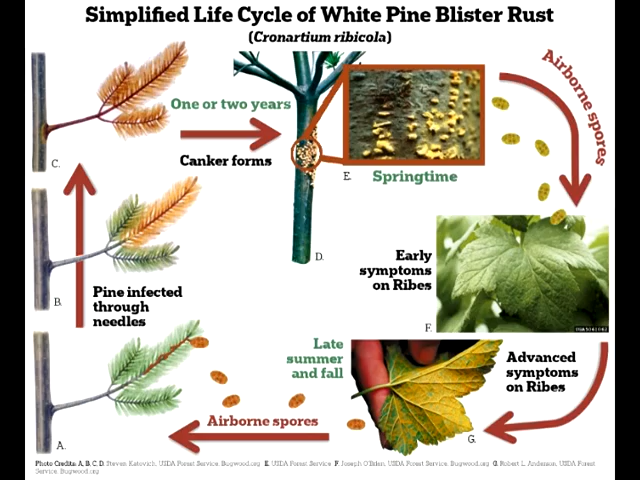 Simplified Life Cycle of White Pine Blister Rust
(Cronartium ribicola)
One or two years
Canker forms
C.
D.
E.
Springtime
Airborne spores
B.
Pine infected
through
needles
Early
symptoms
on Ribes
F.
Late
summer
and fall
Advanced
symptoms
on Ribes
G.
Airborne spores
A.
Photo Credits: A, B, C, D, Steven Katovich, USDA Forest Service, Bugwood.org E, USDA Forest Service F, Joseph O'Brien, USDA Forest Service, Bugwood.org G, Robert L. Anderson, USDA Forest
Service, Bugwood.org